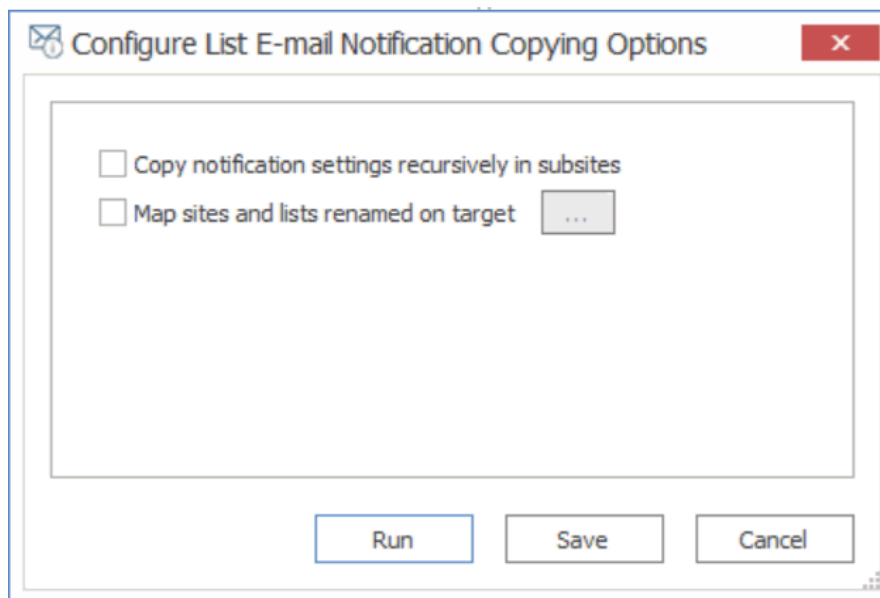 Configure List E-mail Notification Copying Options
Copy notification settings recursively in subsites
Map sites and lists renamed on target ...
Run Save Cancel